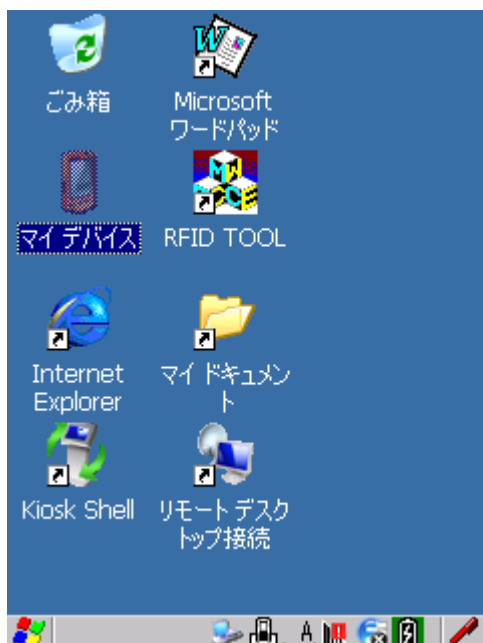 ごみ箱
Microsoft
ワードパッド
マイ デバイス
RFID TOOL
Internet
Explorer
マイ ドキュメン
ト
Kiosk Shell
リモート デスク
トップ接続
A